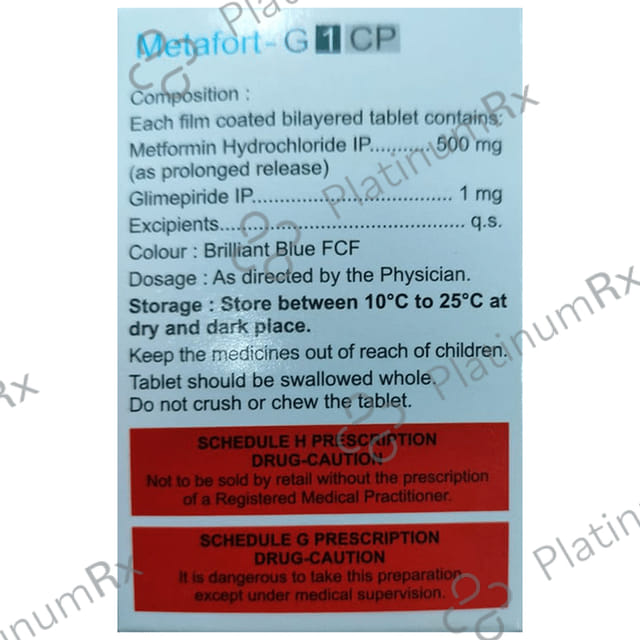 Metafort-G 1 CP
Composition :
Each film coated bilayered tablet contains:
Metformin Hydrochloride IP............ 500 mg
(as prolonged release)
Glimepiride IP..................................... 1 mg
Excipients............................................ q.s.
Colour : Brilliant Blue FCF
Dosage : As directed by the Physician.
Storage : Store between 10°C to 25°C at
dry and dark place.
Keep the medicines out of reach of children.
Tablet should be swallowed whole.
Do not crush or chew the tablet.
SCHEDULE H PRESCRIPTION
DRUG-CAUTION
Not to be sold by retail without the prescription
of a Registered Medical Practitioner.
SCHEDULE G PRESCRIPTION
DRUG-CAUTION
It is dangerous to take this preparation
except under medical supervision.
PlatinumRx
PlatinumRx
Rx
PlatinumRx
inumRx